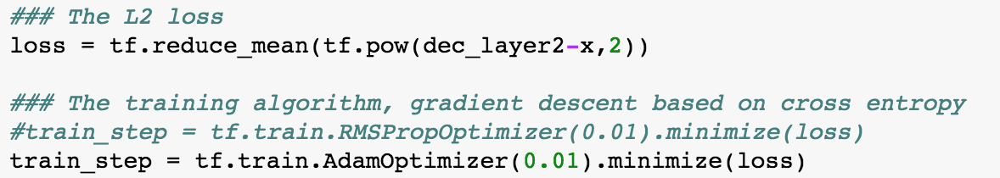 ### The L2 loss
loss = tf.reduce_mean(tf.pow(dec_layer2-x,2))
### The training algorithm, gradient descent based on cross entropy
#train_step = tf.train.RMSPropOptimizer(0.01).minimize(loss)
train_step = tf.train.AdamOptimizer(0.01).minimize(loss)